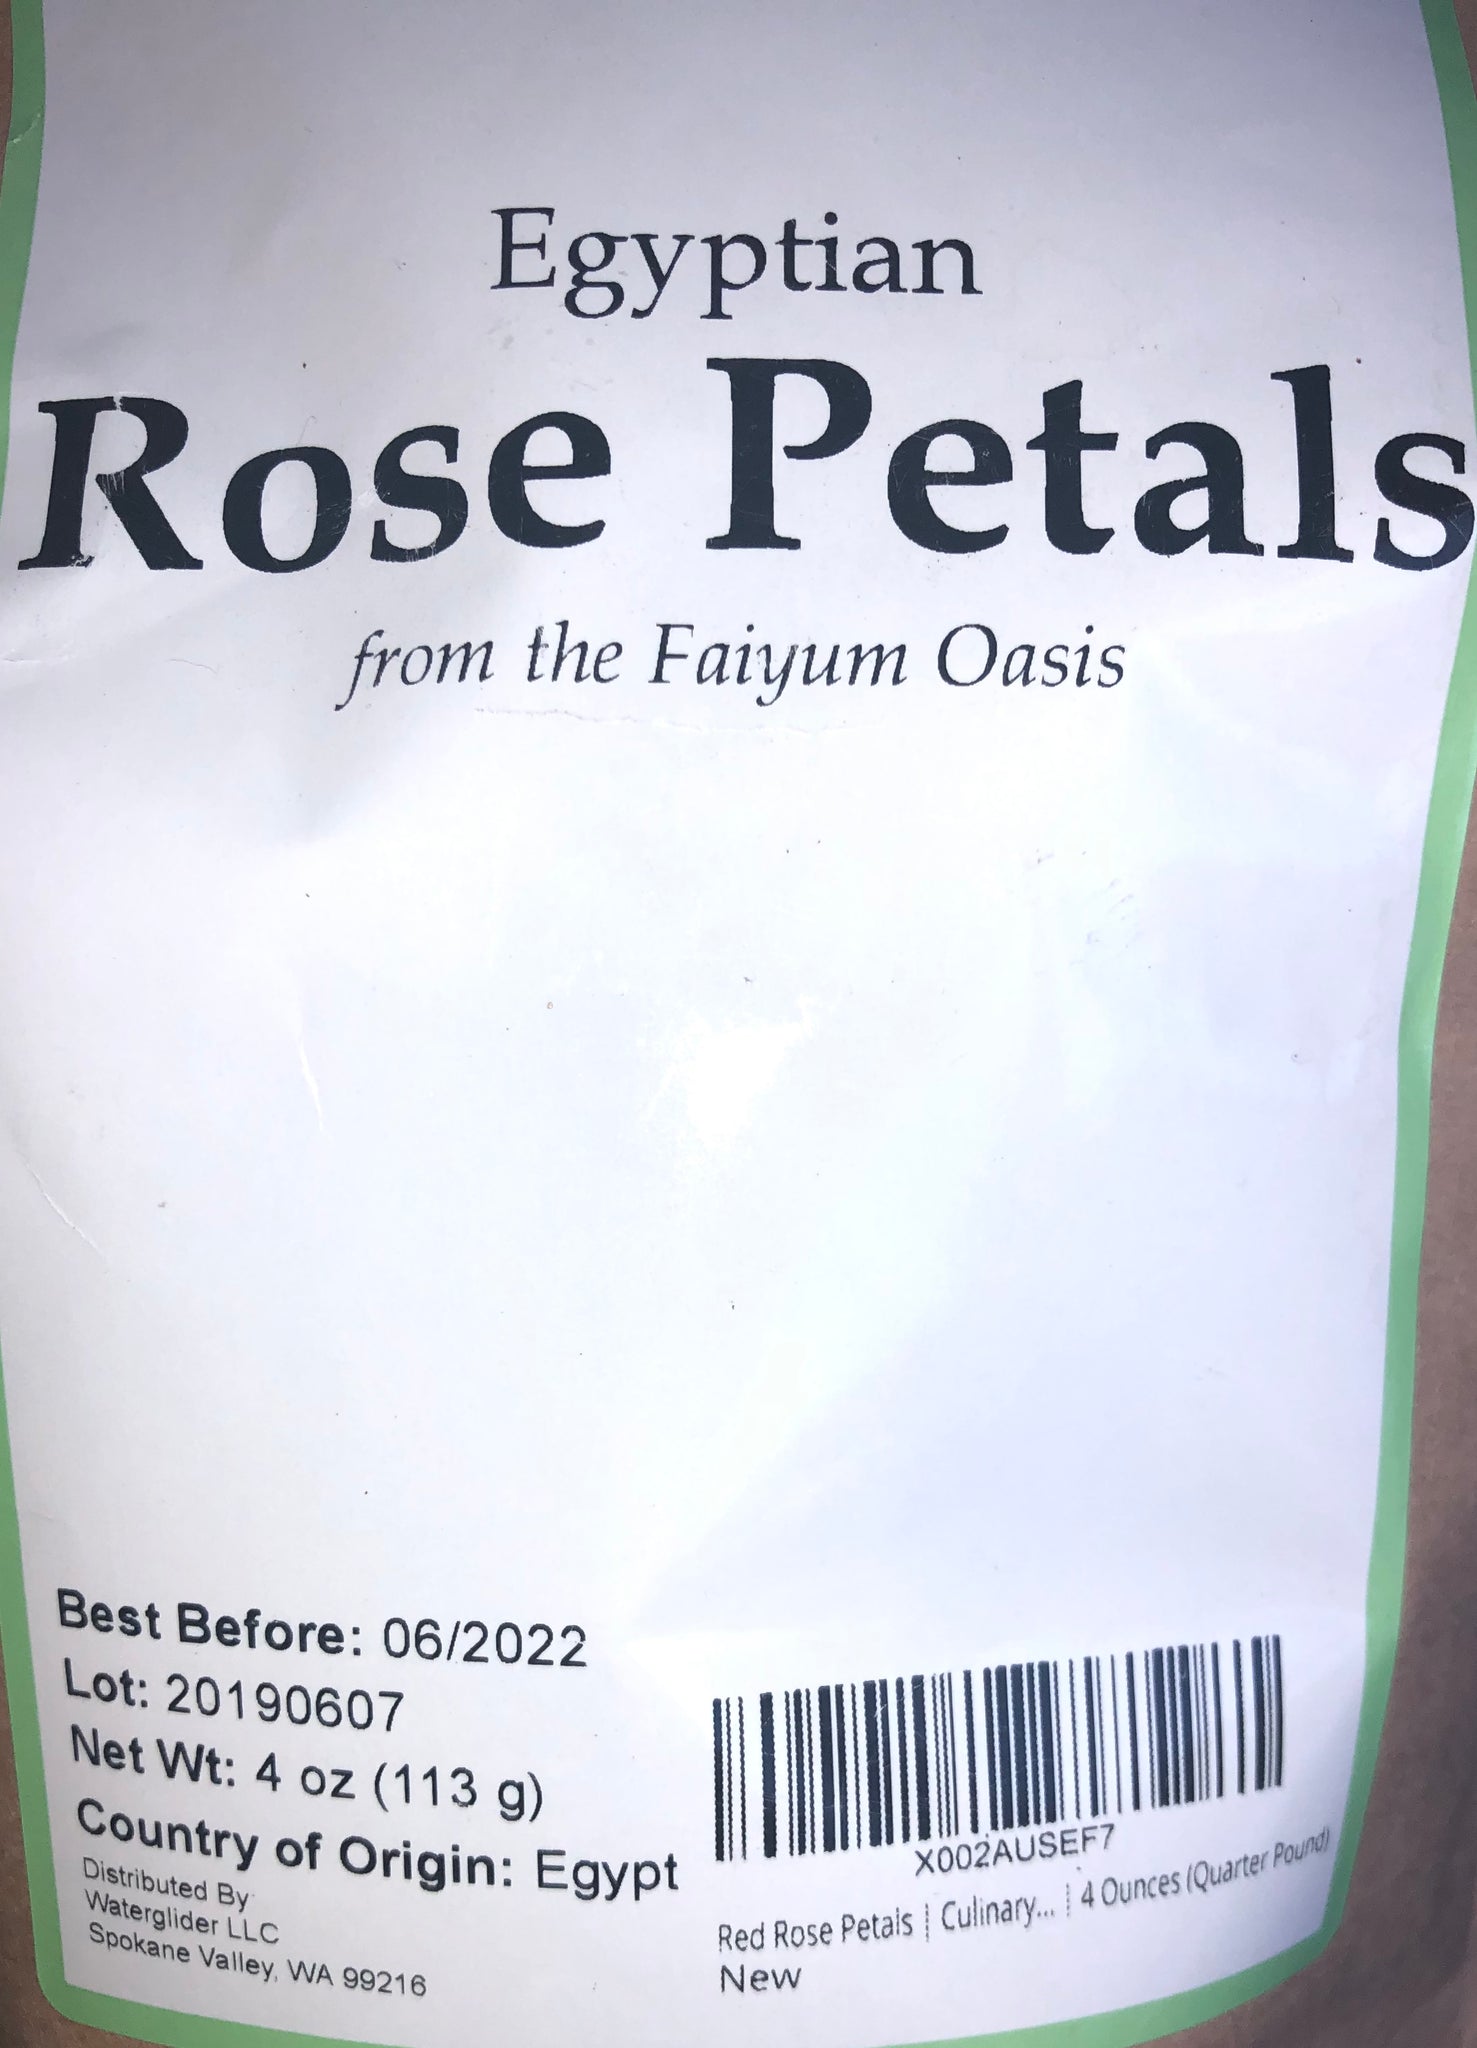 Egyptian
Rose Petals
from the Faiyum Oasis
Best Before: 06/2022
Lot: 20190607
Net Wt: 4 oz (113 g)
Country of Origin: Egypt
Distributed By
Waterglider LLC
Spokane Valley, WA 99216
X002AUSEF7
Red Rose Petals ¦ Culinary... ¦ 4 Ounces (Quarter Pound)
New